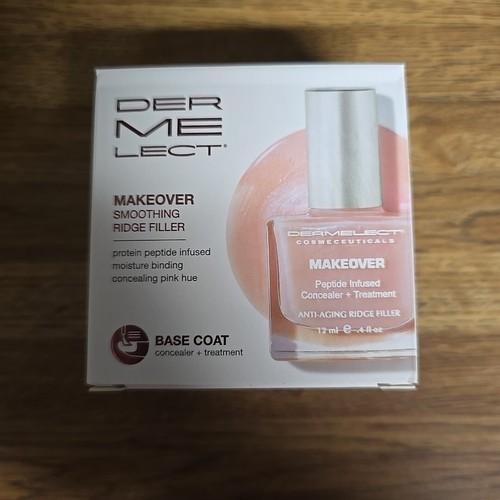 DER
ME
LECT®
MAKEOVER
SMOOTHING
RIDGE FILLER
protein peptide infused
moisture binding
concealing pink hue
BASE COAT
concealer + treatment
DERMELECT
COSMECEUTICALS
MAKEOVER
Peptide Infused
Concealer + Treatment
ANTI-AGING RIDGE FILLER
12 ml ℮ .4 fl oz